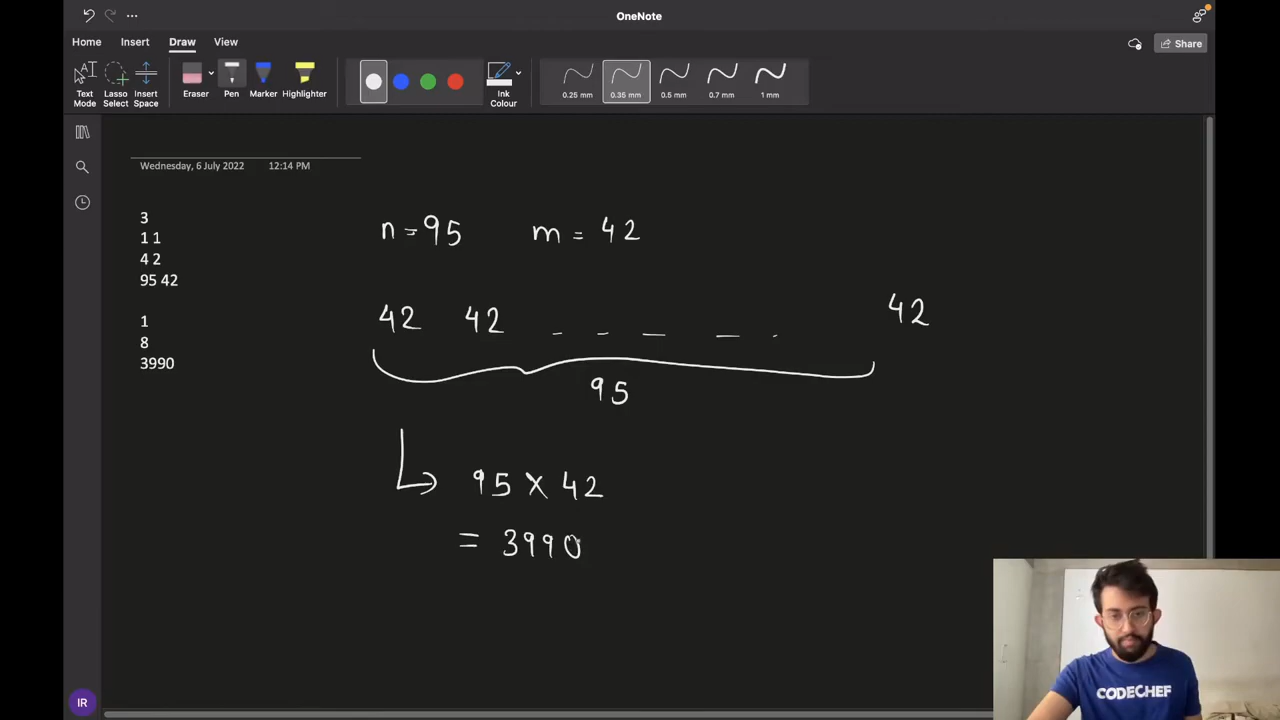 OneNote
Home Insert Draw View
Share
Text Mode
Lasso Select
Insert Space
Eraser
Pen
Marker
Highlighter
Ink Colour
0.25 mm
0.35 mm
0.5 mm
0.7 mm
1 mm
Wednesday, 6 July 2022 12:14 PM
3
1 1
4 2
95 42
1
8
3990
n = 95 m = 42
42 42 - - - - . 42
95
95 x 42
= 3990
IR
CODECHEF